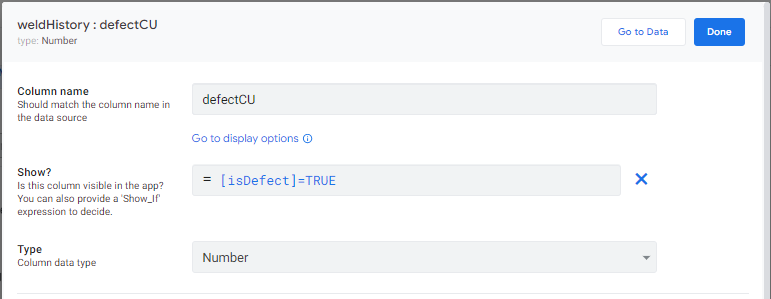 weldHistory : defectCU
type: Number
Go to Data
Done
Column name
Should match the column name in
the data source
defectCU
Go to display options
Show?
Is this column visible in the app?
You can also provide a 'Show_If'
expression to decide.
= [isDefect]=TRUE
Type
Column data type
Number